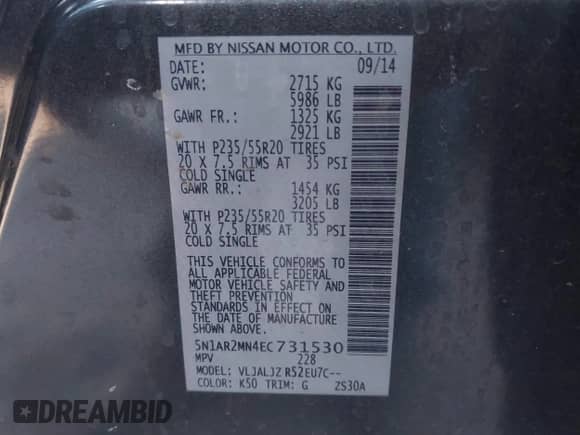 MFD BY NISSAN MOTOR CO., LTD.
DATE: 09/14
GVWR: 2715 KG
5986 LB
GAWR FR.: 1325 KG
2921 LB
WITH P235/55R20 TIRES
20 X 7.5 RIMS AT 35 PSI
COLD SINGLE
GAWR RR.: 1454 KG
3205 LB
WITH P235/55R20 TIRES
20 X 7.5 RIMS AT 35 PSI
COLD SINGLE
THIS VEHICLE CONFORMS TO
ALL APPLICABLE FEDERAL
MOTOR VEHICLE SAFETY AND
THEFT PREVENTION
STANDARDS IN EFFECT ON
THE DATE OF MANUFACTURE
SHOWN ABOVE.
5N1AR2MN4EC731530
MPV 228
MODEL: VLJALJZ R52EU7C--
COLOR: K50 TRIM: G ZS30A
DREAMBID